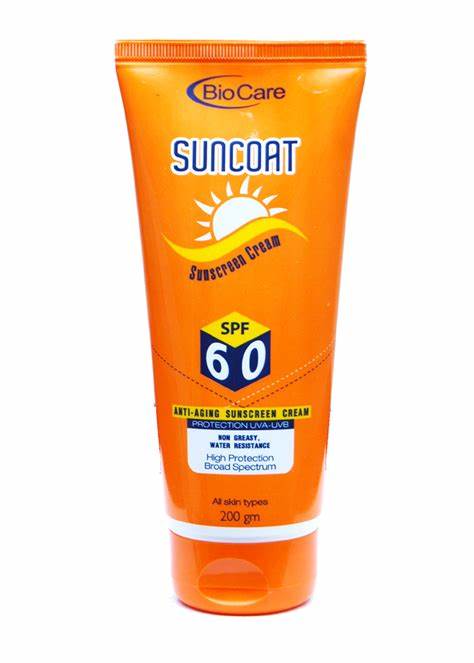 BioCare
SUNCOAT
Sunscreen Cream
SPF
60
ANTI-AGING SUNSCREEN CREAM
PROTECTION UVA-UVB
NON GREASY,
WATER RESISTANCE
High Protection
Broad Spectrum
All skin types
200 gm